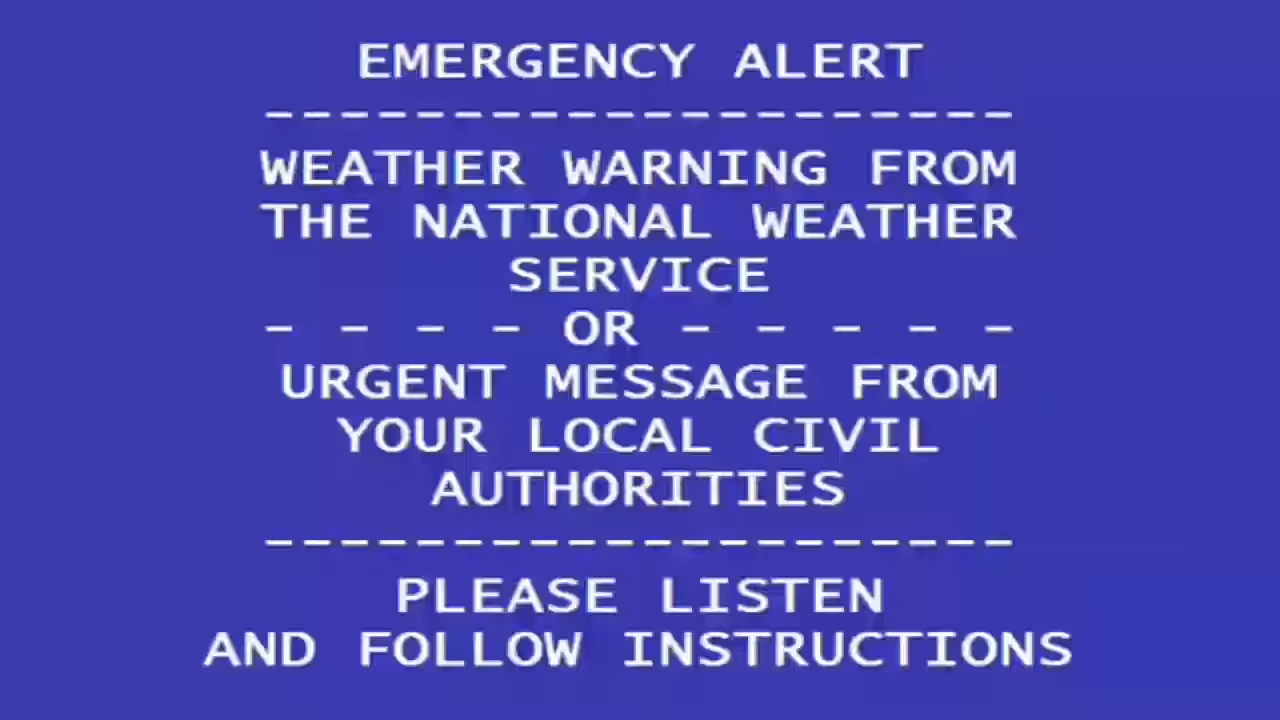 EMERGENCY ALERT
--------------------
WEATHER WARNING FROM
THE NATIONAL WEATHER
SERVICE
- - - - OR - - - - -
URGENT MESSAGE FROM
YOUR LOCAL CIVIL
AUTHORITIES
--------------------
PLEASE LISTEN
AND FOLLOW INSTRUCTIONS